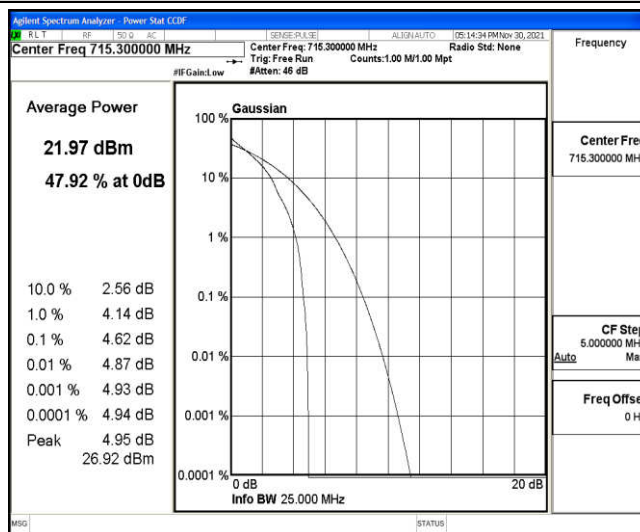 Agilent Spectrum Analyzer - Power Stat CCDF
RLT RF 50 Ω AC SENSE:PULSE ALIGNAUTO 05:14:34 PM Nov 30, 2021
Center Freq 715.300000 MHz
Center Freq: 715.300000 MHz Radio Std: None
Trig: Free Run Counts:1.00 M/1.00 Mpt
#IFGain:Low #Atten: 46 dB
Frequency
Average Power
21.97 dBm
47.92 % at 0dB
10.0 % 2.56 dB
1.0 % 4.14 dB
0.1 % 4.62 dB
0.01 % 4.87 dB
0.001 % 4.93 dB
0.0001 % 4.94 dB
Peak 4.95 dB
26.92 dBm
Gaussian
100 %
10 %
1 %
0.1 %
0.01 %
0.001 %
0.0001 %
0 dB 20 dB
Info BW 25.000 MHz
Center Fre
715.300000 MH
CF Step
5.000000 MH
Auto Ma
Freq Offse
0 H
MSG STATUS